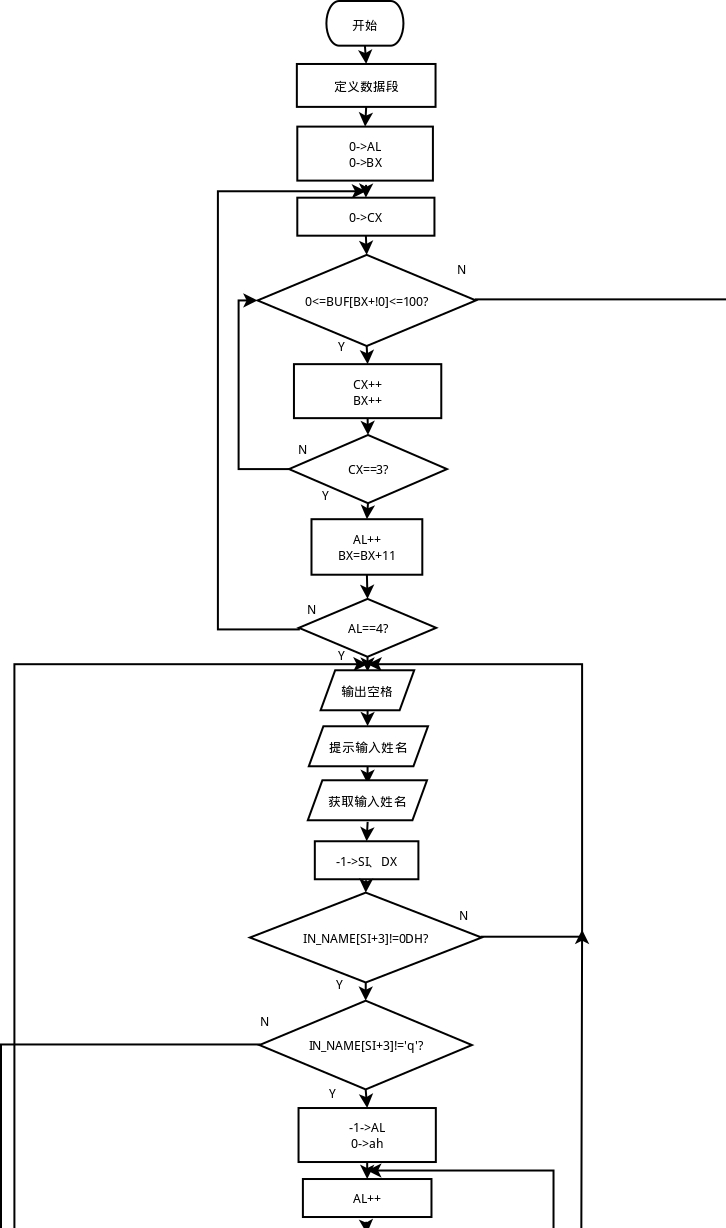 开始
定义数据段
0->AL
0->BX
0->CX
N
0<=BUF[BX+!0]<=100?
Y
CX++
BX++
N
CX==3?
Y
AL++
BX=BX+11
N
AL==4?
Y
输出空格
提示输入姓名
获取输入姓名
-1->SI、DX
N
IN_NAME[SI+3]!=0DH?
Y
N
IN_NAME[SI+3]!='q'?
Y
-1->AL
0->ah
AL++